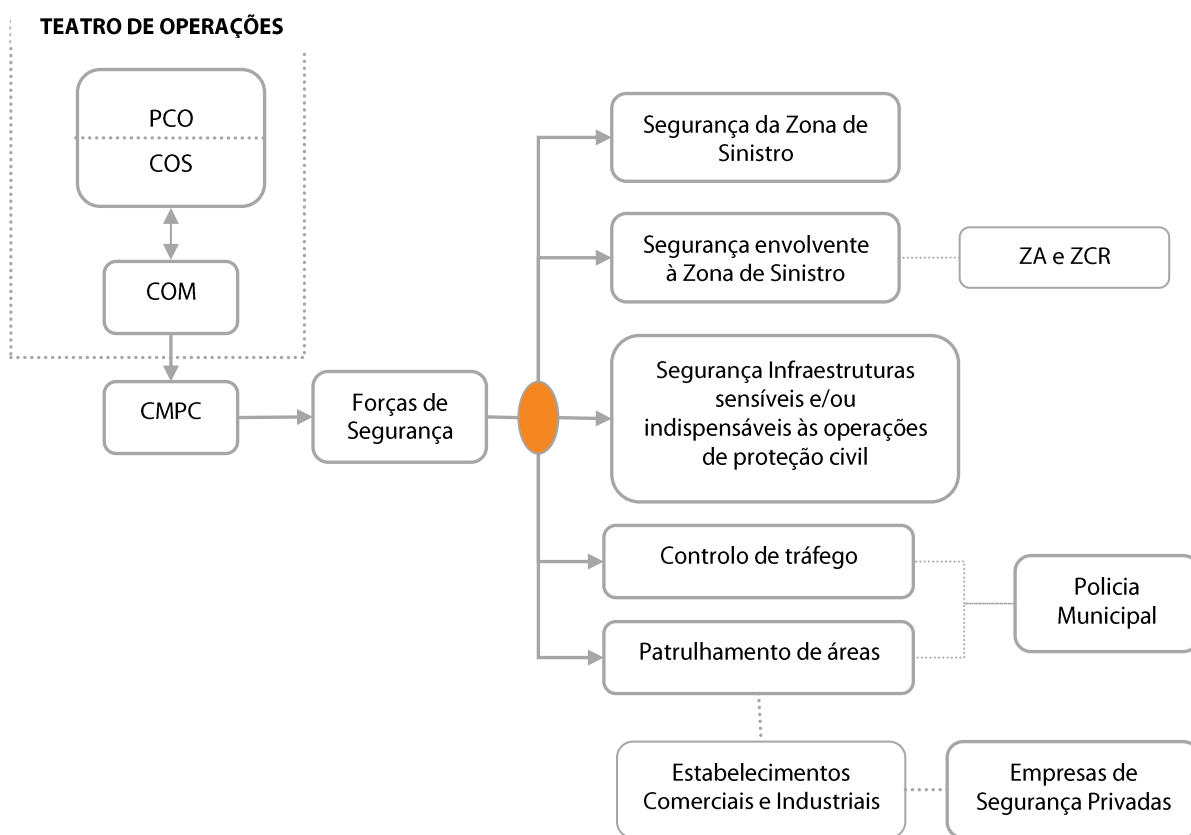 TEATRO DE OPERAÇÕES
PCO
COS
COM
CMPC
Forças de
Segurança
Segurança da Zona de
Sinistro
Segurança envolvente
à Zona de Sinistro
ZA e ZCR
Segurança Infraestruturas
sensíveis e/ou
indispensáveis às operações
de proteção civil
Controlo de tráfego
Patrulhamento de áreas
Policia
Municipal
Estabelecimentos
Comerciais e Industriais
Empresas de
Segurança Privadas